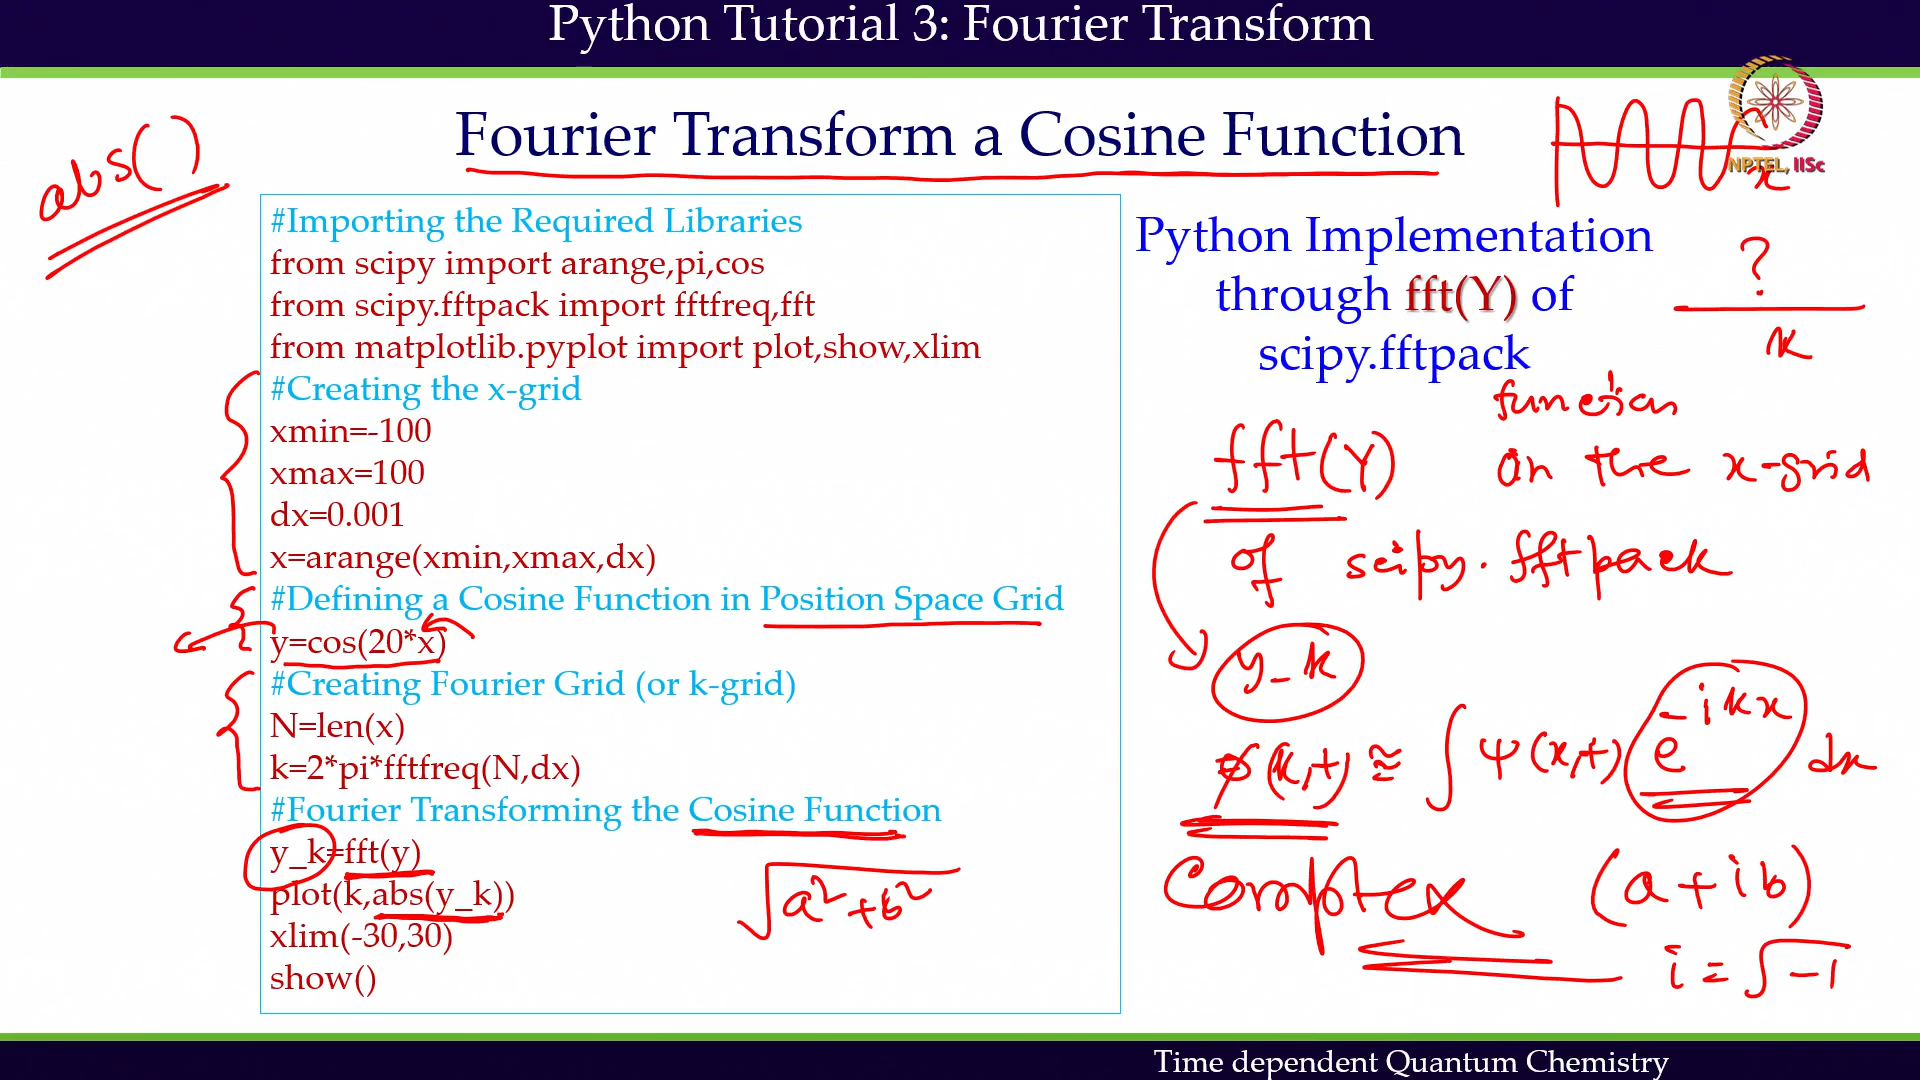 Python Tutorial 3: Fourier Transform
Fourier Transform a Cosine Function
NPTEL, IISc
abs()
x
#Importing the Required Libraries
from scipy import arange,pi,cos
from scipy.fftpack import fftfreq,fft
from matplotlib.pyplot import plot,show,xlim
#Creating the x-grid
xmin=-100
xmax=100
dx=0.001
x=arange(xmin,xmax,dx)
#Defining a Cosine Function in Position Space Grid
y=cos(20*x)
#Creating Fourier Grid (or k-grid)
N=len(x)
k=2*pi*fftfreq(N,dx)
#Fourier Transforming the Cosine Function
y_k=fft(y)
plot(k,abs(y_k))
xlim(-30,30)
show()
√a²+b²
Python Implementation
through fft(Y) of
scipy.fftpack
?
k
function
fft(Y) on the x-grid
of scipy.fftpack
y_k
ϕ(k,t) ≅ ∫ ψ(x,t) e^-ikx dx
Complex (a+ib)
i = √-1
Time dependent Quantum Chemistry